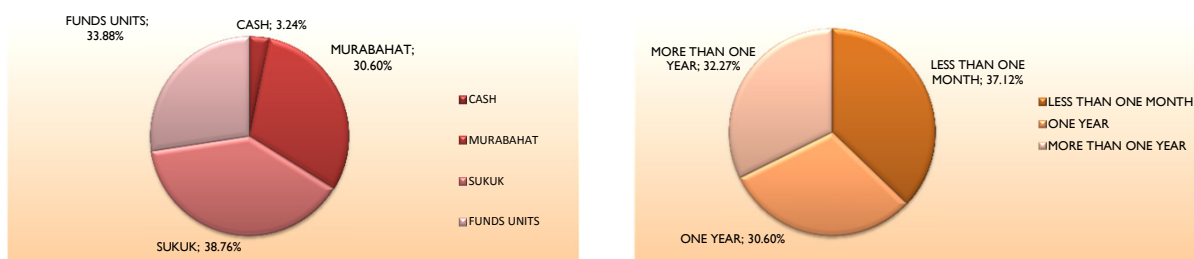 FUNDS UNITS;
33.88%
CASH; 3.24%
MURABAHAT;
30.60%
SUKUK; 38.76%
CASH
MURABAHAT
SUKUK
FUNDS UNITS
MORE THAN ONE
YEAR; 32.27%
LESS THAN ONE
MONTH; 37.12%
ONE YEAR; 30.60%
LESS THAN ONE MONTH
ONE YEAR
MORE THAN ONE YEAR